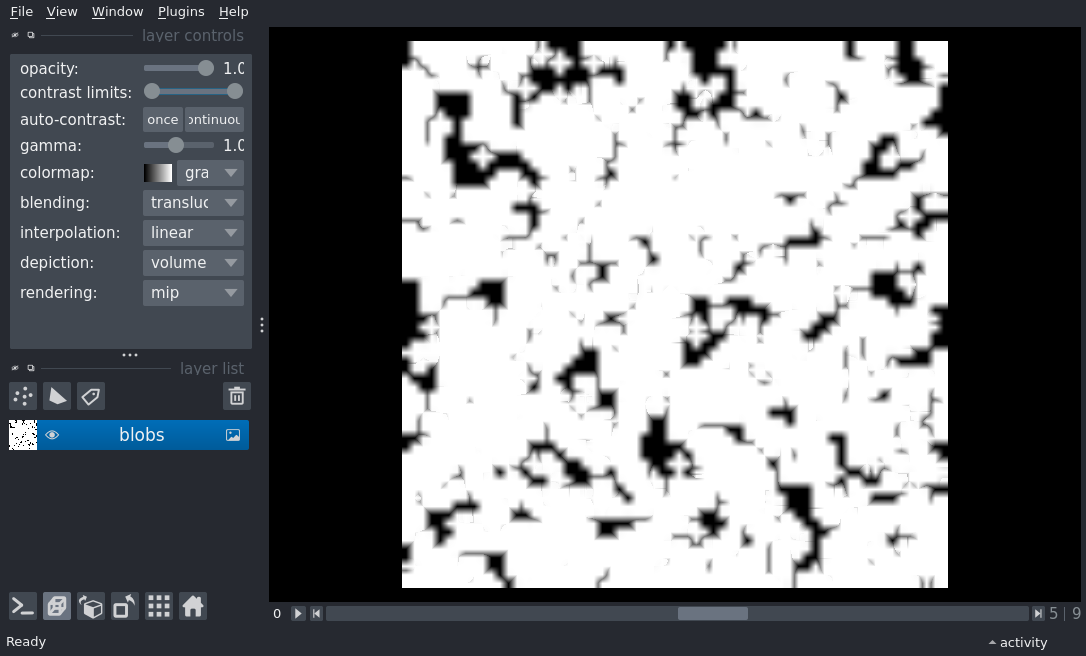 File View Window Plugins Help
layer controls
opacity: 1.0
contrast limits:
auto-contrast: once ontinuou
gamma: 1.0
colormap: gra
blending: transluc
interpolation: linear
depiction: volume
rendering: mip
layer list
blobs
0 5 | 9
Ready activity